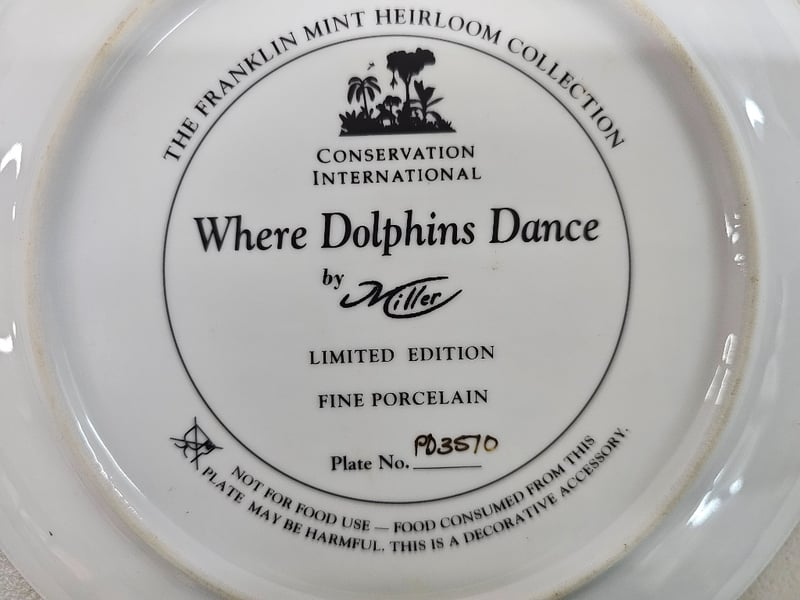 THE FRANKLIN MINT HEIRLOOM COLLECTION
CONSERVATION
INTERNATIONAL
Where Dolphins Dance
by Miller
LIMITED EDITION
FINE PORCELAIN
Plate No. PD3570
NOT FOR FOOD USE — FOOD CONSUMED FROM THIS
PLATE MAY BE HARMFUL. THIS IS A DECORATIVE ACCESSORY.